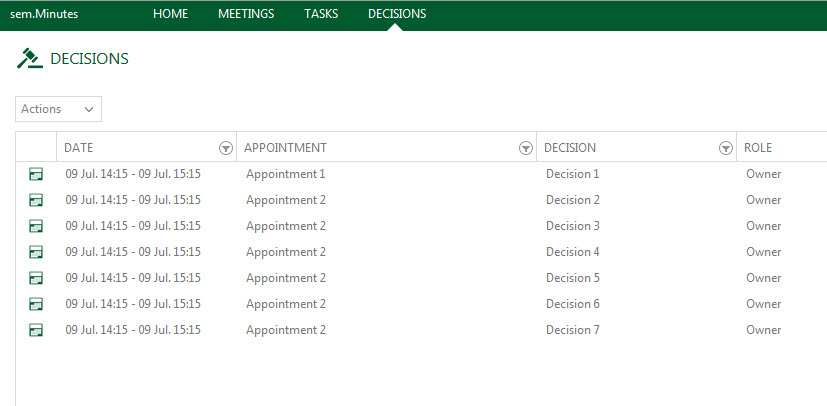 sem.Minutes HOME MEETINGS TASKS DECISIONS
DECISIONS
Actions
DATE APPOINTMENT DECISION ROLE
09 Jul. 14:15 - 09 Jul. 15:15 Appointment 1 Decision 1 Owner
09 Jul. 14:15 - 09 Jul. 15:15 Appointment 2 Decision 2 Owner
09 Jul. 14:15 - 09 Jul. 15:15 Appointment 2 Decision 3 Owner
09 Jul. 14:15 - 09 Jul. 15:15 Appointment 2 Decision 4 Owner
09 Jul. 14:15 - 09 Jul. 15:15 Appointment 2 Decision 5 Owner
09 Jul. 14:15 - 09 Jul. 15:15 Appointment 2 Decision 6 Owner
09 Jul. 14:15 - 09 Jul. 15:15 Appointment 2 Decision 7 Owner